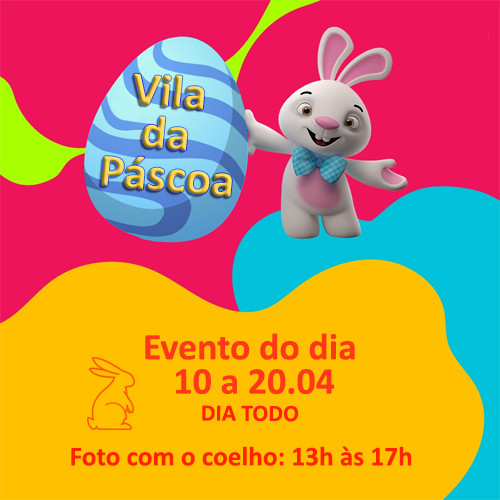 Vila
da
Páscoa
Evento do dia
10 a 20.04
DIA TODO
Foto com o coelho: 13h às 17h